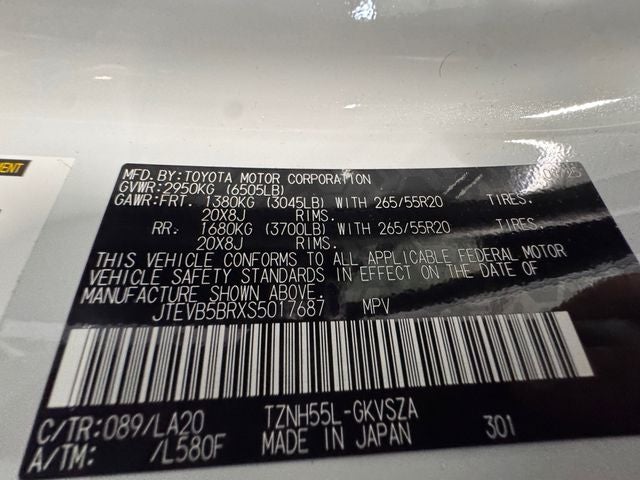 MENT
MFD. BY:TOYOTA MOTOR CORPORATION
GVWR:2950KG (6505LB)
GAWR:FRT. 1380KG (3045LB) WITH 265/55R20 TIRES.
20X8J RIMS.
RR. 1680KG (3700LB) WITH 265/55R20 TIRES.
20X8J RIMS.
THIS VEHICLE CONFORMS TO ALL APPLICABLE FEDERAL MOTOR
VEHICLE SAFETY STANDARDS IN EFFECT ON THE DATE OF
MANUFACTURE SHOWN ABOVE.
JTEVB5BRXS5017687 MPV
C/TR:089/LA20 TZNH55L-GKVSZA
A/TM: /L580F MADE IN JAPAN 301